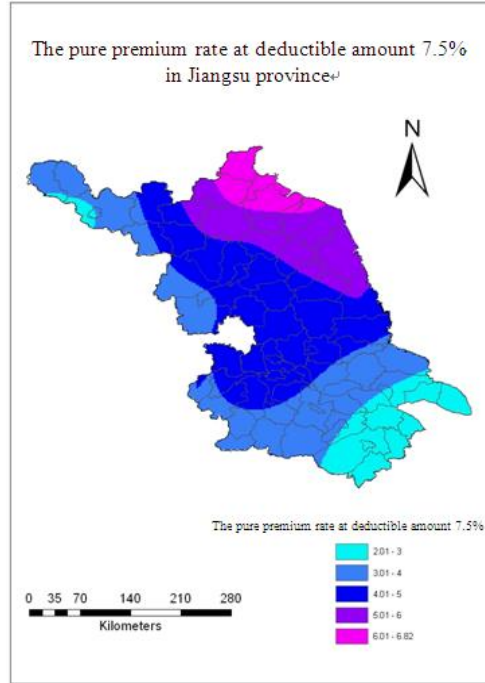 The pure premium rate at deductible amount 7.5%
in Jiangsu province↵
N
The pure premium rate at deductible amount 7.5%
2.01 - 3
3.01 - 4
4.01 - 5
5.01 - 6
6.01 - 6.82
0 35 70 140 210 280
Kilometers